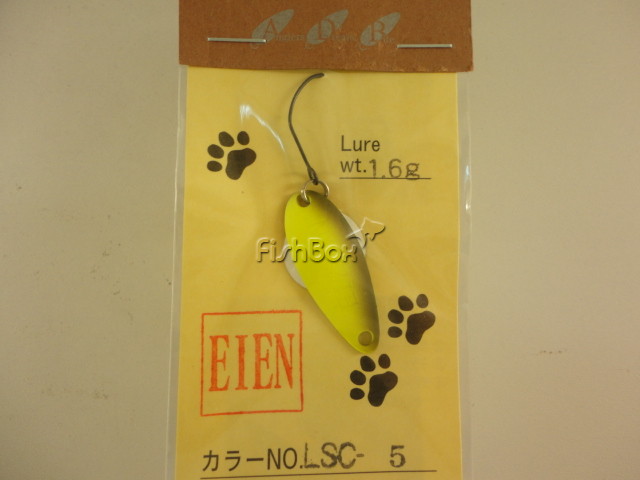 A D R
Lure
wt. 1.6g
FishBox
EIEN
カラーNO. LSC- 5